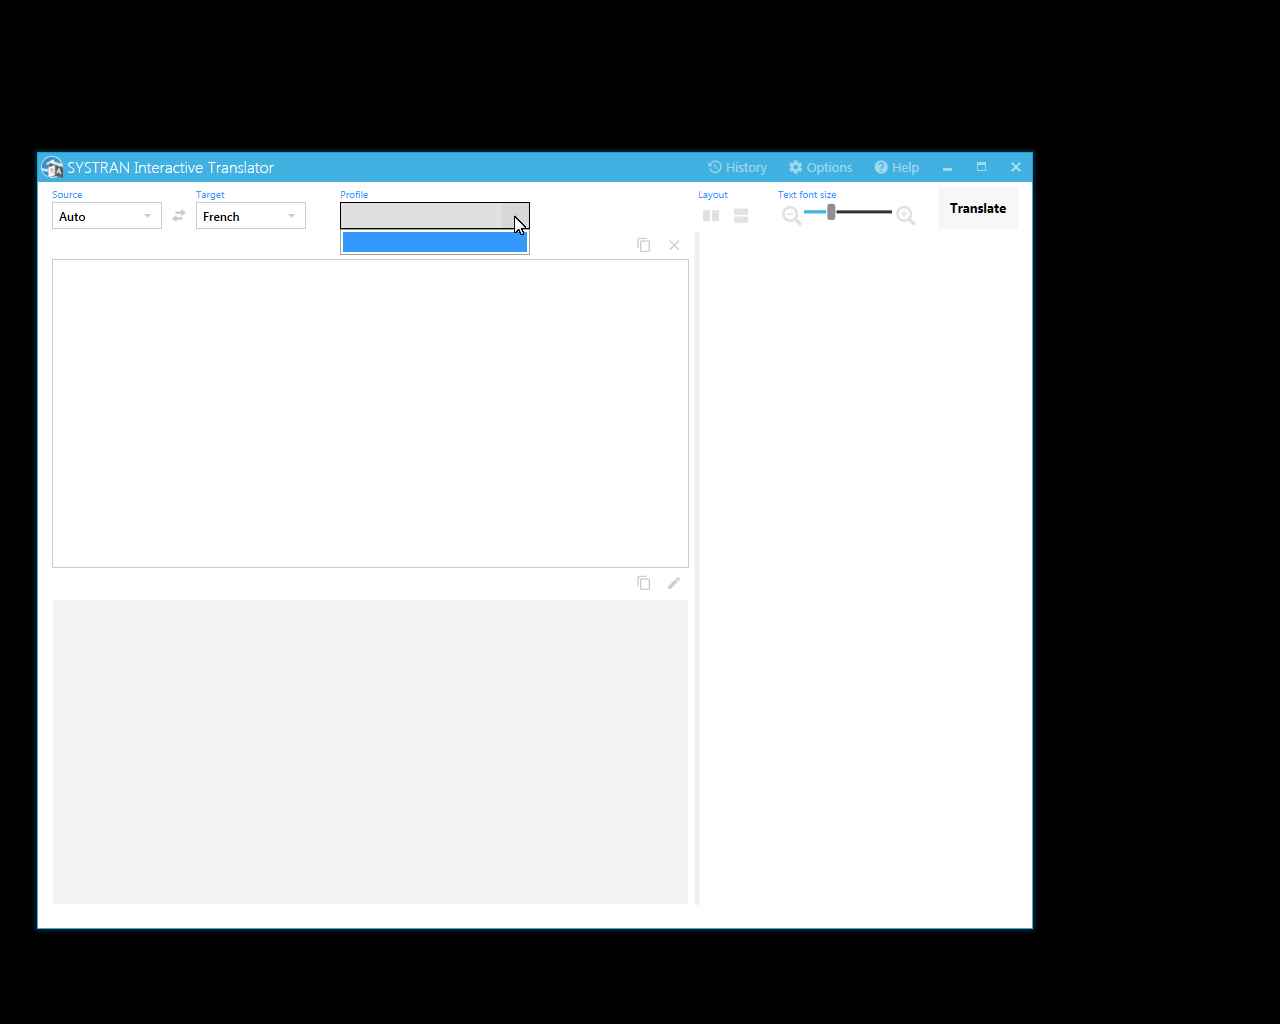 SYSTRAN Interactive Translator
History
Options
Help
Source
Target
Profile
Layout
Text font size
Auto
French
Translate